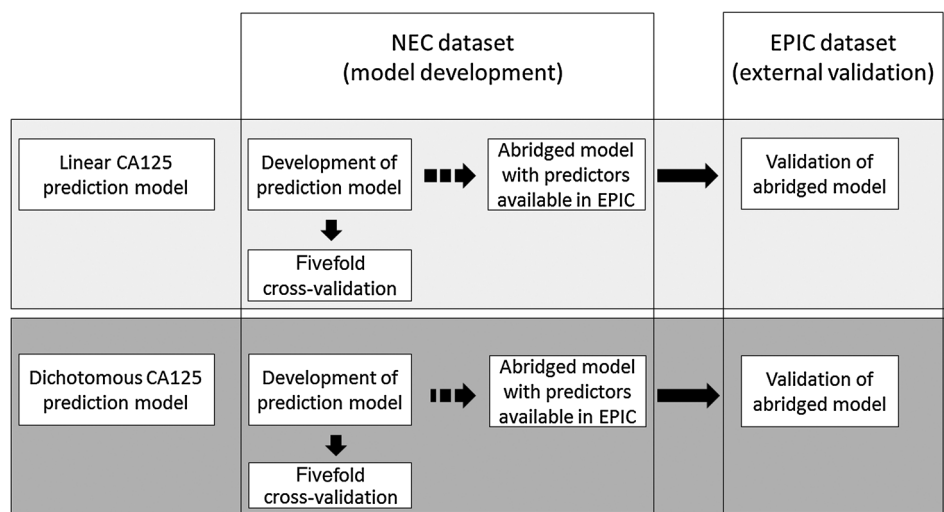 NEC dataset
(model development)
EPIC dataset
(external validation)
Linear CA125
prediction model
Development of
prediction model
Abridged model
with predictors
available in EPIC
Validation of
abridged model
Fivefold
cross-validation
Dichotomous CA125
prediction model
Development of
prediction model
Abridged model
with predictors
available in EPIC
Validation of
abridged model
Fivefold
cross-validation